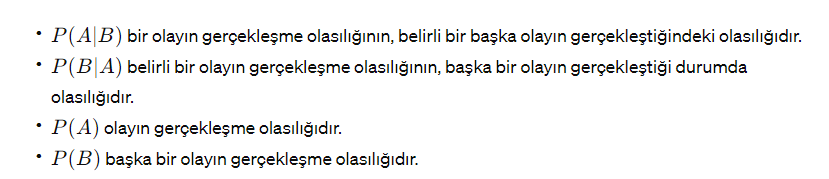 • P(A|B) bir olayın gerçekleşme olasılığının, belirli bir başka olayın gerçekleştiğindeki olasılığıdır.
• P(B|A) belirli bir olayın gerçekleşme olasılığının, başka bir olayın gerçekleştiği durumda
olasılığıdır.
• P(A) olayın gerçekleşme olasılığıdır.
• P(B) başka bir olayın gerçekleşme olasılığıdır.